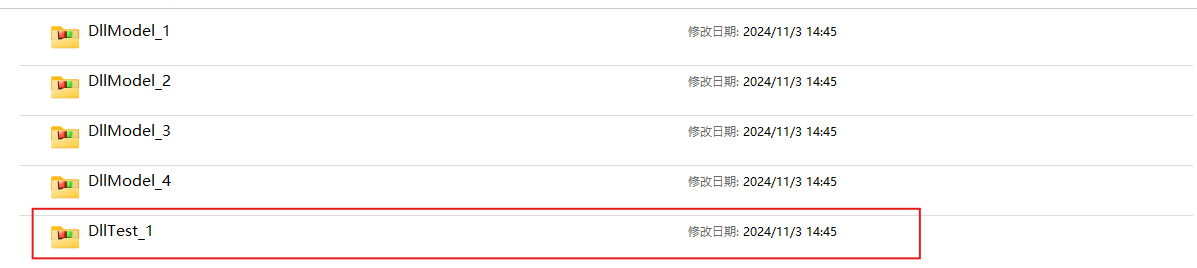 DllModel_1 修改日期: 2024/11/3 14:45
DllModel_2 修改日期: 2024/11/3 14:45
DllModel_3 修改日期: 2024/11/3 14:45
DllModel_4 修改日期: 2024/11/3 14:45
DllTest_1 修改日期: 2024/11/3 14:45